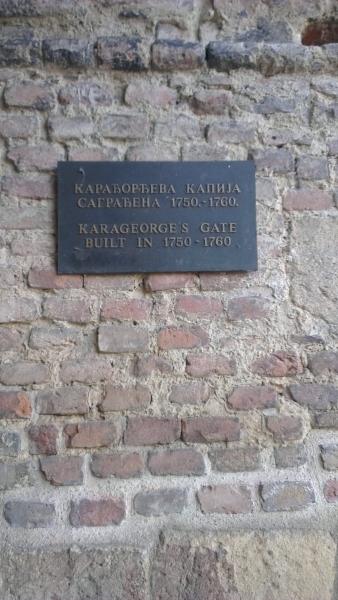 КАРАЂОРЂЕВА КАПИЈА
САГРАЂЕНА 1750.-1760.
KARAGEORGE'S GATE
BUILT IN 1750-1760